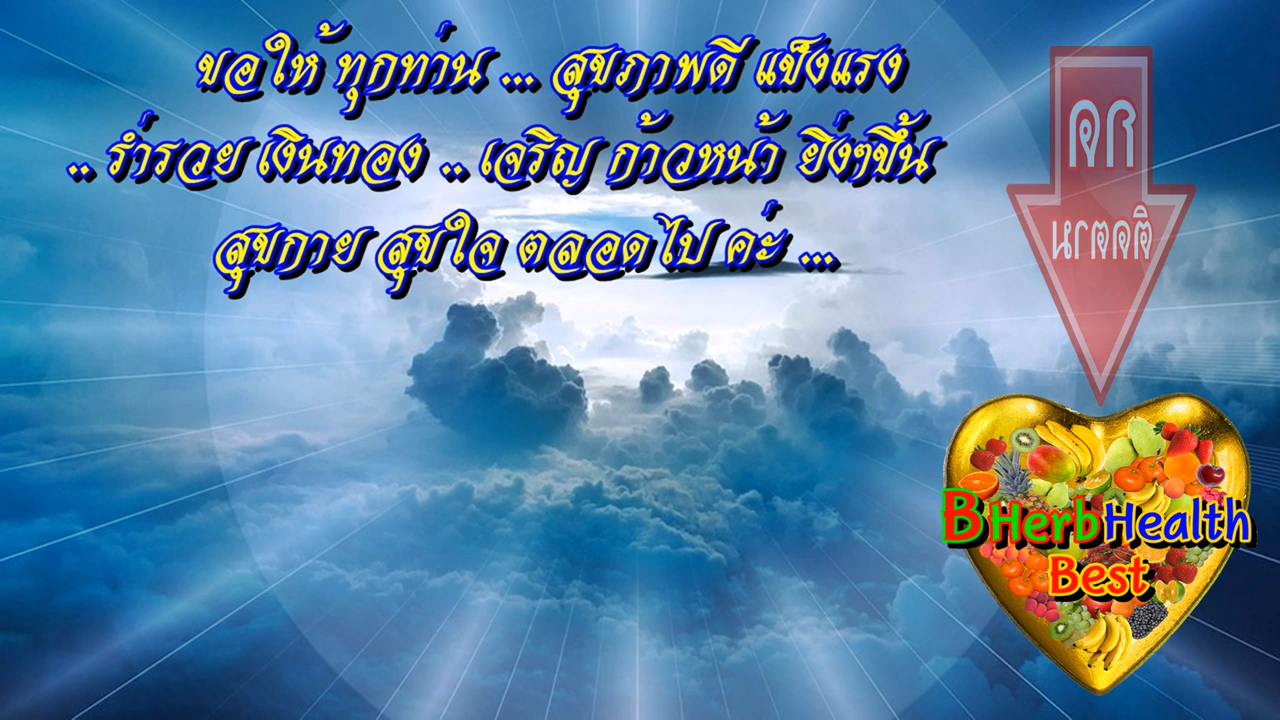 ขอให้ ทุกท่าน ... สุขภาพดี แข็งแรง
.. ร่ำรวย เงินทอง .. เจริญ ก้าวหน้า ยิ่งๆขึ้น
สุขกาย สุขใจ ตลอดไป ค่ะ ...
B HerbHealth
Best